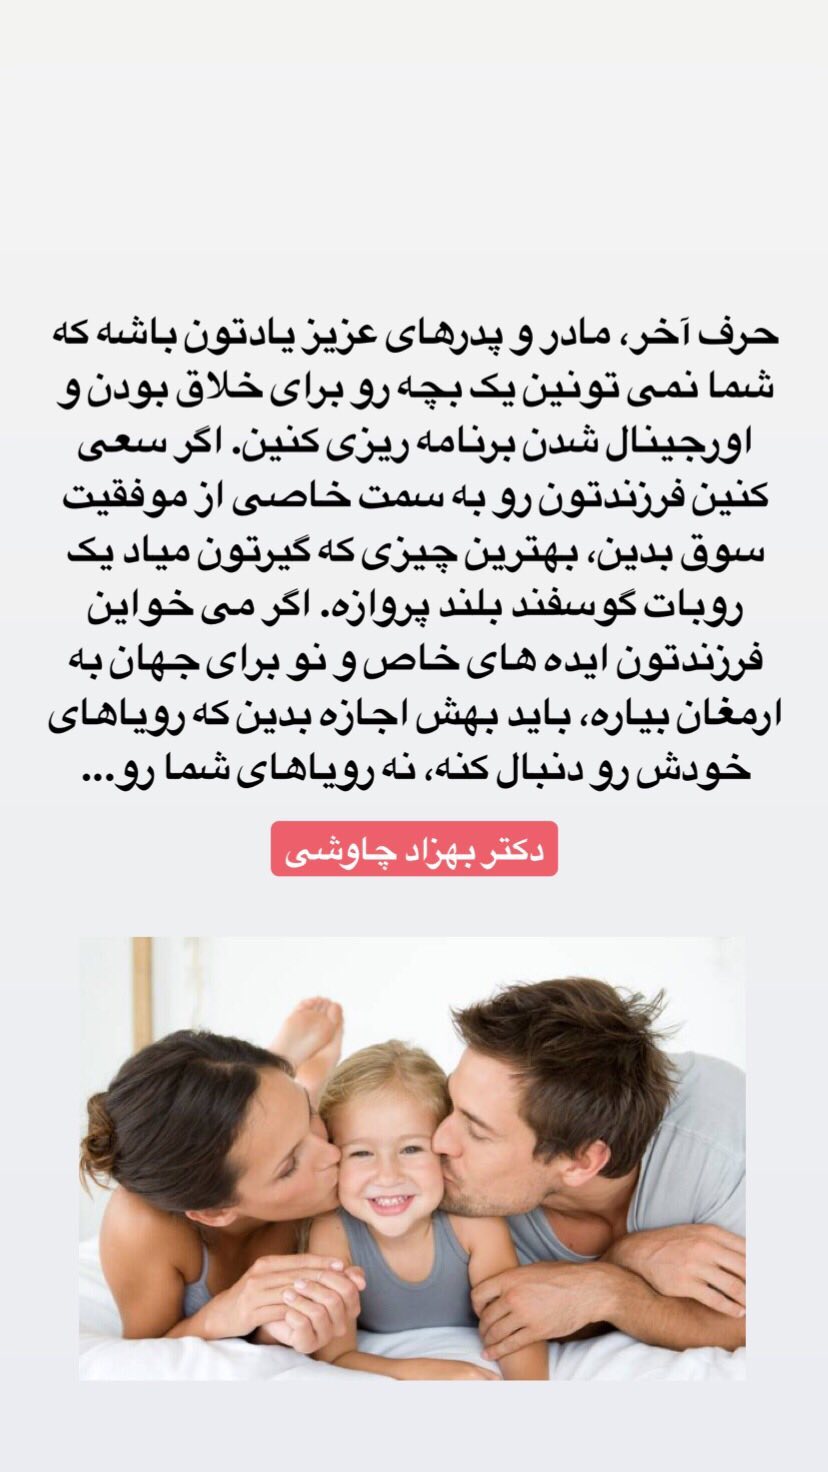 حرف آخر، مادر و پدرهای عزیز یادتون باشه که
شما نمی تونین یک بچه رو برای خلاق بودن و
اورجینال شدن برنامه ریزی کنین. اگر سعی
کنین فرزندتون رو به سمت خاصی از موفقیت
سوق بدین، بهترین چیزی که گیرتون میاد یک
روبات گوسفند بلند پروازه. اگر می خواین
فرزندتون ایده های خاص و نو برای جهان به
ارمغان بیاره، باید بهش اجازه بدین که رویاهای
خودش رو دنبال کنه، نه رویاهای شما رو...
دکتر بهزاد چاوشی